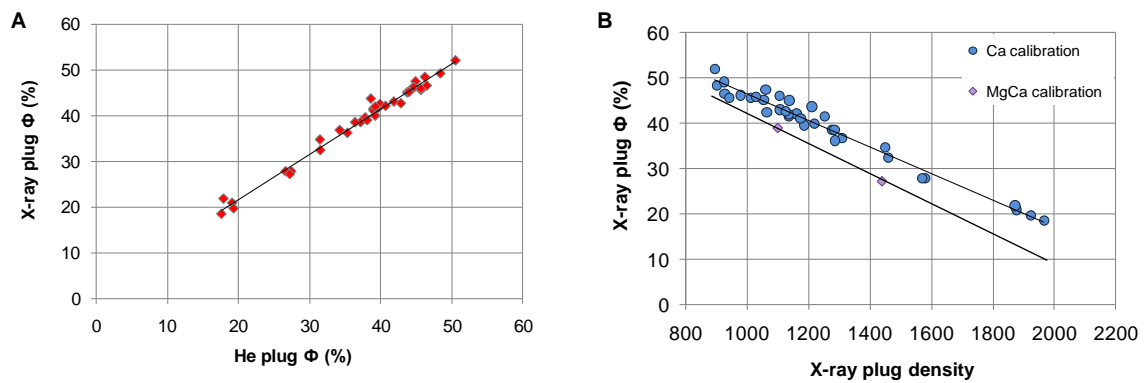 A
X-ray plug Φ (%)
60
50
40
30
20
10
0
0 10 20 30 40 50 60
He plug Φ (%)
B
X-ray plug Φ (%)
60
50
40
30
20
10
0
Ca calibration
MgCa calibration
800 1000 1200 1400 1600 1800 2000 2200
X-ray plug density